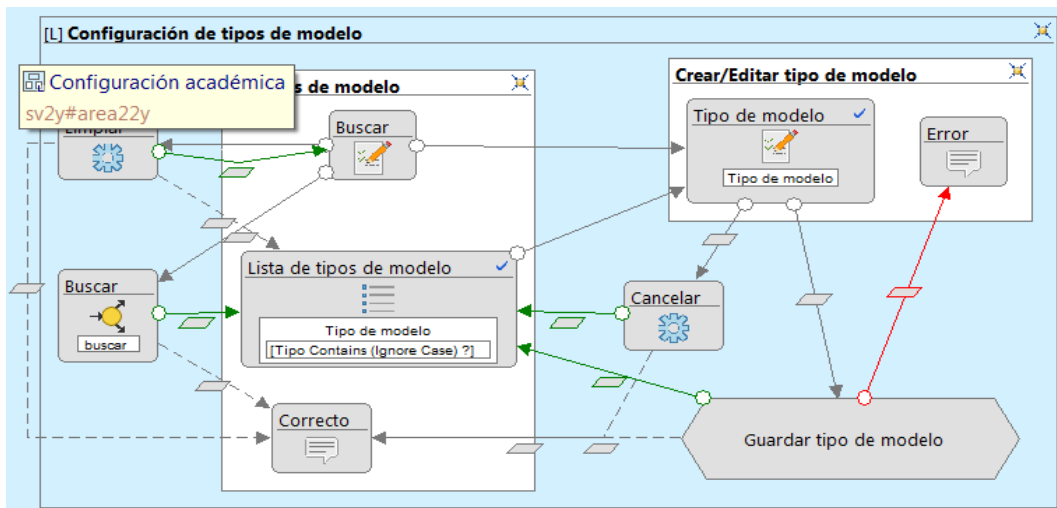 [L] Configuración de tipos de modelo
Configuración académica
sv2y#area22y
s de modelo
Crear/Editar tipo de modelo
Limpiar
Buscar
Tipo de modelo
Tipo de modelo
Error
Lista de tipos de modelo
Tipo de modelo
[Tipo Contains (Ignore Case) ?]
Buscar
buscar
Cancelar
Correcto
Guardar tipo de modelo